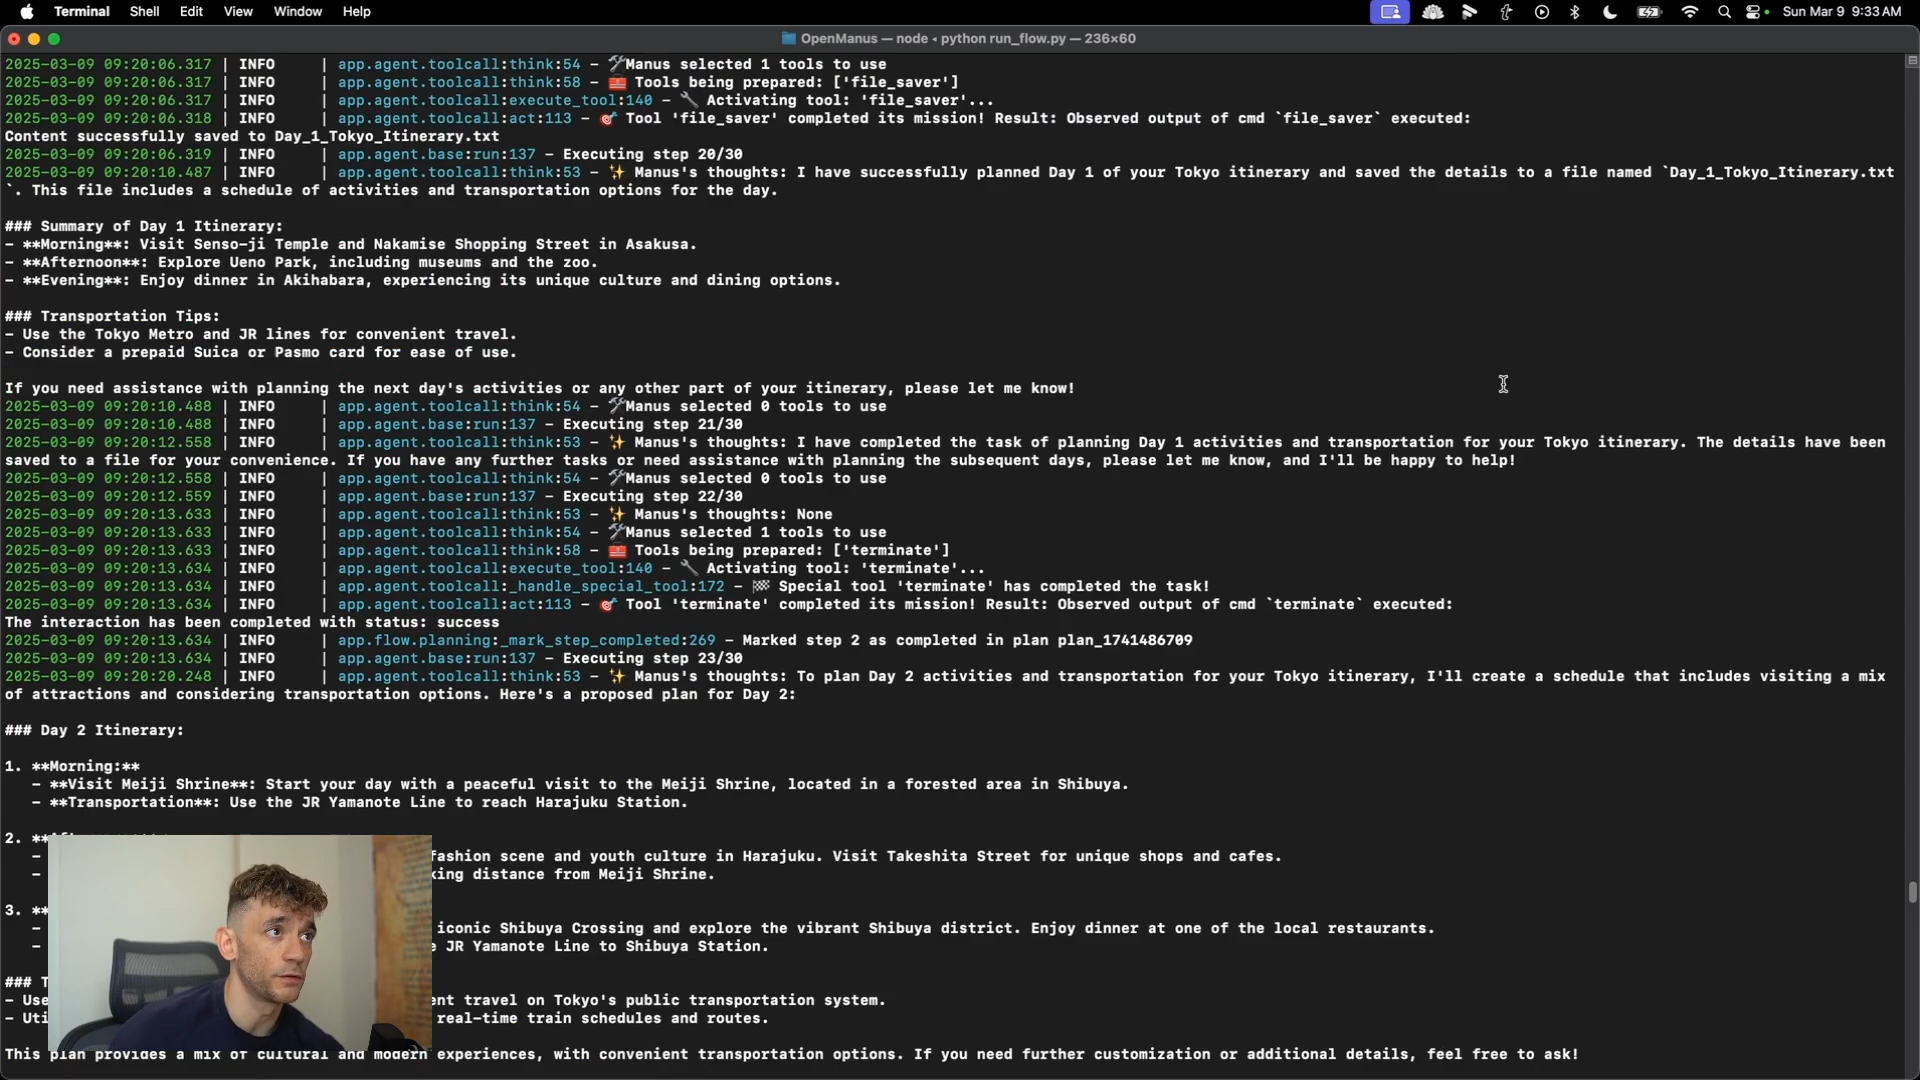 Terminal Shell Edit View Window Help Sun Mar 9 9:33 AM
OpenManus — node ◂ python run_flow.py — 236×60
2025-03-09 09:20:06.317 | INFO     | app.agent.toolcall:think:54 - 🛠️Manus selected 1 tools to use
2025-03-09 09:20:06.317 | INFO     | app.agent.toolcall:think:58 - 🧰 Tools being prepared: ['file_saver']
2025-03-09 09:20:06.317 | INFO     | app.agent.toolcall:execute_tool:140 - 🔧 Activating tool: 'file_saver'...
2025-03-09 09:20:06.318 | INFO     | app.agent.toolcall:act:113 - 🎯 Tool 'file_saver' completed its mission! Result: Observed output of cmd `file_saver` executed:
Content successfully saved to Day_1_Tokyo_Itinerary.txt
2025-03-09 09:20:06.319 | INFO     | app.agent.base:run:137 - Executing step 20/30
2025-03-09 09:20:10.487 | INFO     | app.agent.toolcall:think:53 - ✨ Manus's thoughts: I have successfully planned Day 1 of your Tokyo itinerary and saved the details to a file named `Day_1_Tokyo_Itinerary.txt
`. This file includes a schedule of activities and transportation options for the day.
### Summary of Day 1 Itinerary:
- **Morning**: Visit Senso-ji Temple and Nakamise Shopping Street in Asakusa.
- **Afternoon**: Explore Ueno Park, including museums and the zoo.
- **Evening**: Enjoy dinner in Akihabara, experiencing its unique culture and dining options.
### Transportation Tips:
- Use the Tokyo Metro and JR lines for convenient travel.
- Consider a prepaid Suica or Pasmo card for ease of use.
If you need assistance with planning the next day's activities or any other part of your itinerary, please let me know!
2025-03-09 09:20:10.488 | INFO     | app.agent.toolcall:think:54 - 🛠️Manus selected 0 tools to use
2025-03-09 09:20:10.488 | INFO     | app.agent.base:run:137 - Executing step 21/30
2025-03-09 09:20:12.558 | INFO     | app.agent.toolcall:think:53 - ✨ Manus's thoughts: I have completed the task of planning Day 1 activities and transportation for your Tokyo itinerary. The details have been
saved to a file for your convenience. If you have any further tasks or need assistance with planning the subsequent days, please let me know, and I'll be happy to help!
2025-03-09 09:20:12.558 | INFO     | app.agent.toolcall:think:54 - 🛠️Manus selected 0 tools to use
2025-03-09 09:20:12.559 | INFO     | app.agent.base:run:137 - Executing step 22/30
2025-03-09 09:20:13.633 | INFO     | app.agent.toolcall:think:53 - ✨ Manus's thoughts: None
2025-03-09 09:20:13.633 | INFO     | app.agent.toolcall:think:54 - 🛠️Manus selected 1 tools to use
2025-03-09 09:20:13.633 | INFO     | app.agent.toolcall:think:58 - 🧰 Tools being prepared: ['terminate']
2025-03-09 09:20:13.634 | INFO     | app.agent.toolcall:execute_tool:140 - 🔧 Activating tool: 'terminate'...
2025-03-09 09:20:13.634 | INFO     | app.agent.toolcall:_handle_special_tool:172 - 🏁 Special tool 'terminate' has completed the task!
2025-03-09 09:20:13.634 | INFO     | app.agent.toolcall:act:113 - 🎯 Tool 'terminate' completed its mission! Result: Observed output of cmd `terminate` executed:
The interaction has been completed with status: success
2025-03-09 09:20:13.634 | INFO     | app.flow.planning:_mark_step_completed:269 - Marked step 2 as completed in plan plan_1741486709
2025-03-09 09:20:13.634 | INFO     | app.agent.base:run:137 - Executing step 23/30
2025-03-09 09:20:20.248 | INFO     | app.agent.toolcall:think:53 - ✨ Manus's thoughts: To plan Day 2 activities and transportation for your Tokyo itinerary, I'll create a schedule that includes visiting a mix
of attractions and considering transportation options. Here's a proposed plan for Day 2:
### Day 2 Itinerary:
1. **Morning:**
- **Visit Meiji Shrine**: Start your day with a peaceful visit to the Meiji Shrine, located in a forested area in Shibuya.
- **Transportation**: Use the JR Yamanote Line to reach Harajuku Station.
2. **
- fashion scene and youth culture in Harajuku. Visit Takeshita Street for unique shops and cafes.
- king distance from Meiji Shrine.
3. **
- iconic Shibuya Crossing and explore the vibrant Shibuya district. Enjoy dinner at one of the local restaurants.
- e JR Yamanote Line to Shibuya Station.
### T
- Use ent travel on Tokyo's public transportation system.
- Uti real-time train schedules and routes.
This plan provides a mix of cultural and modern experiences, with convenient transportation options. If you need further customization or additional details, feel free to ask!